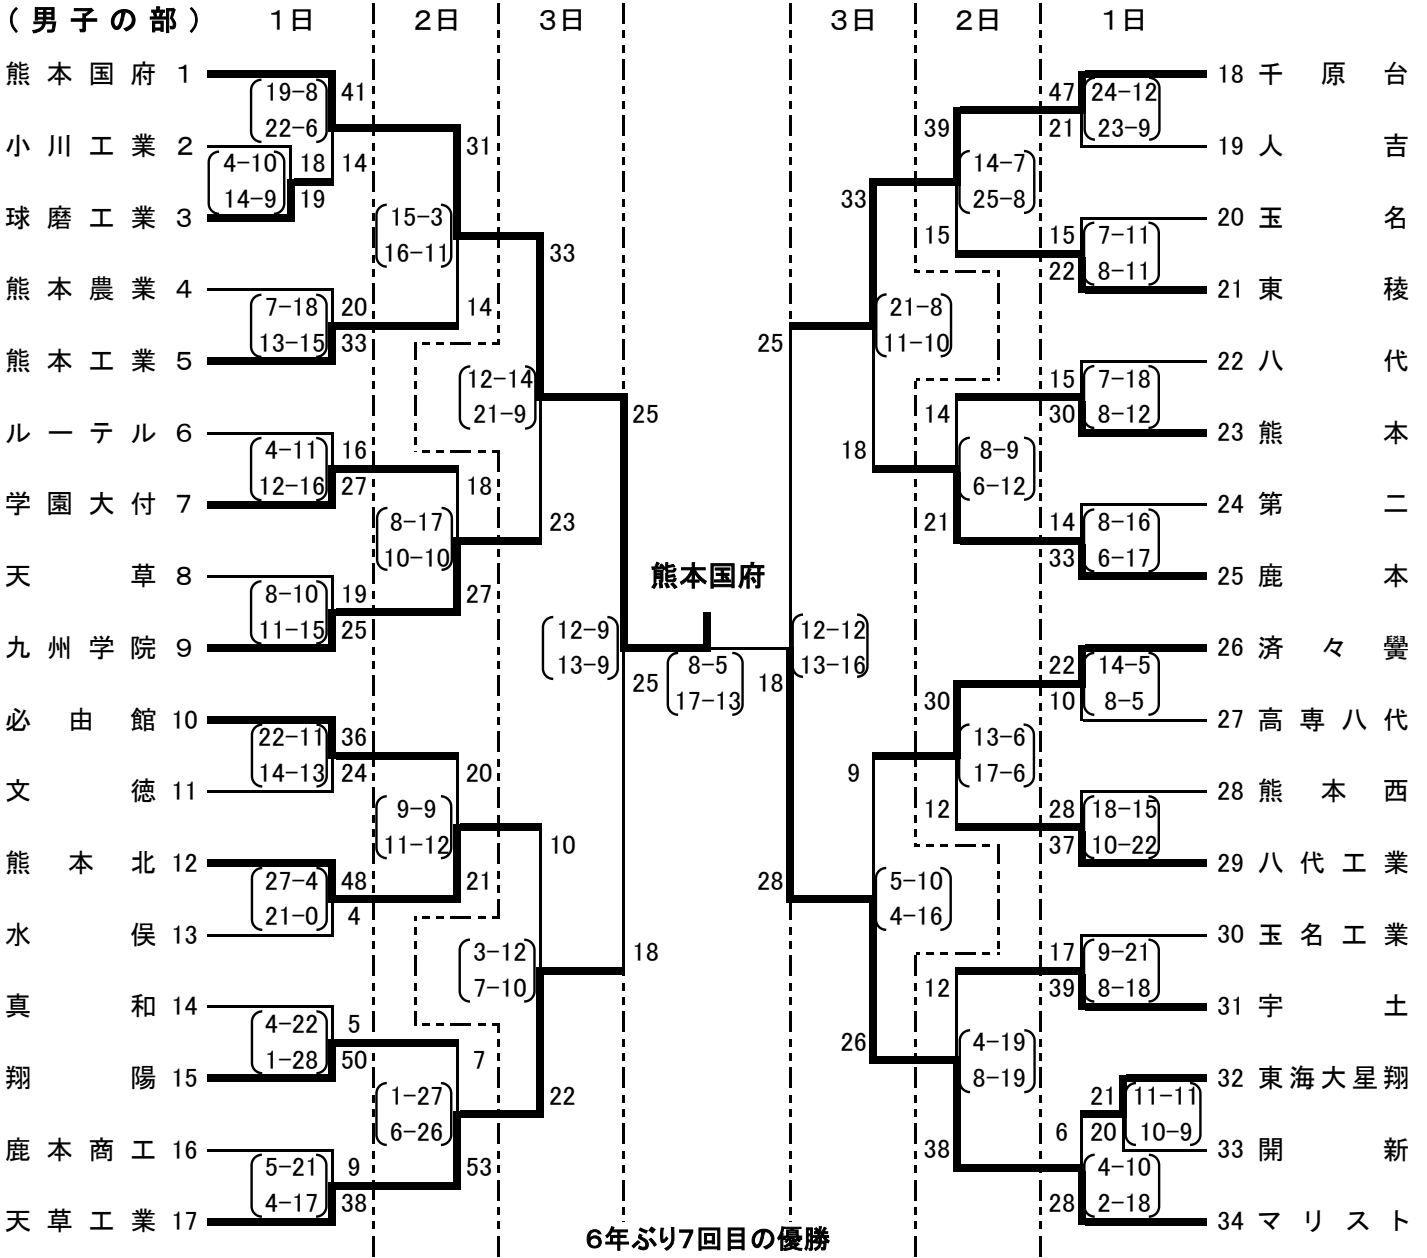 (男子の部) 1日 2日 3日 3日 2日 1日
熊本国府 1
小川工業 2
球磨工業 3
熊本農業 4
熊本工業 5
ルーテル 6
学園大付 7
天草 8
九州学院 9
必由館 10
文徳 11
熊本北 12
水俣 13
真和 14
翔陽 15
鹿本商工 16
天草工業 17
19-8 41
22-6
4-10 18 14
14-9 19
7-18 20
13-15 33
4-11 16
12-16 27
8-10 19
11-15 25
22-11 36
14-13 24
27-4 48
21-0 4
4-22 5
1-28 50
5-21 9
4-17 38
31
15-3
16-11
14
18
8-17
10-10
27
20
9-9
11-12
21
7
1-27
6-26
53
33
12-14
21-9
23
10
3-12
7-10
22
25
12-9
13-9
18
熊本国府
25 8-5 18
17-13
25
12-12
13-16
28
33
21-8
11-10
18
9
5-10
4-16
26
39
14-7
25-8
15
14
8-9
6-12
21
30
13-6
17-6
12
12
4-19
8-19
38
47 24-12
21 23-9
15 7-11
22 8-11
15 7-18
30 8-12
14 8-16
33 6-17
22 14-5
10 8-5
28 18-15
37 10-22
17 9-21
39 8-18
21 11-11
6 20 10-9
4-10
28 2-18
18 千原台
19 人吉
20 玉名
21 東稜
22 八代
23 熊本
24 第二
25 鹿本
26 済々黌
27 高専八代
28 熊本西
29 八代工業
30 玉名工業
31 宇土
32 東海大星翔
33 開新
34 マリスト
6年ぶり7回目の優勝